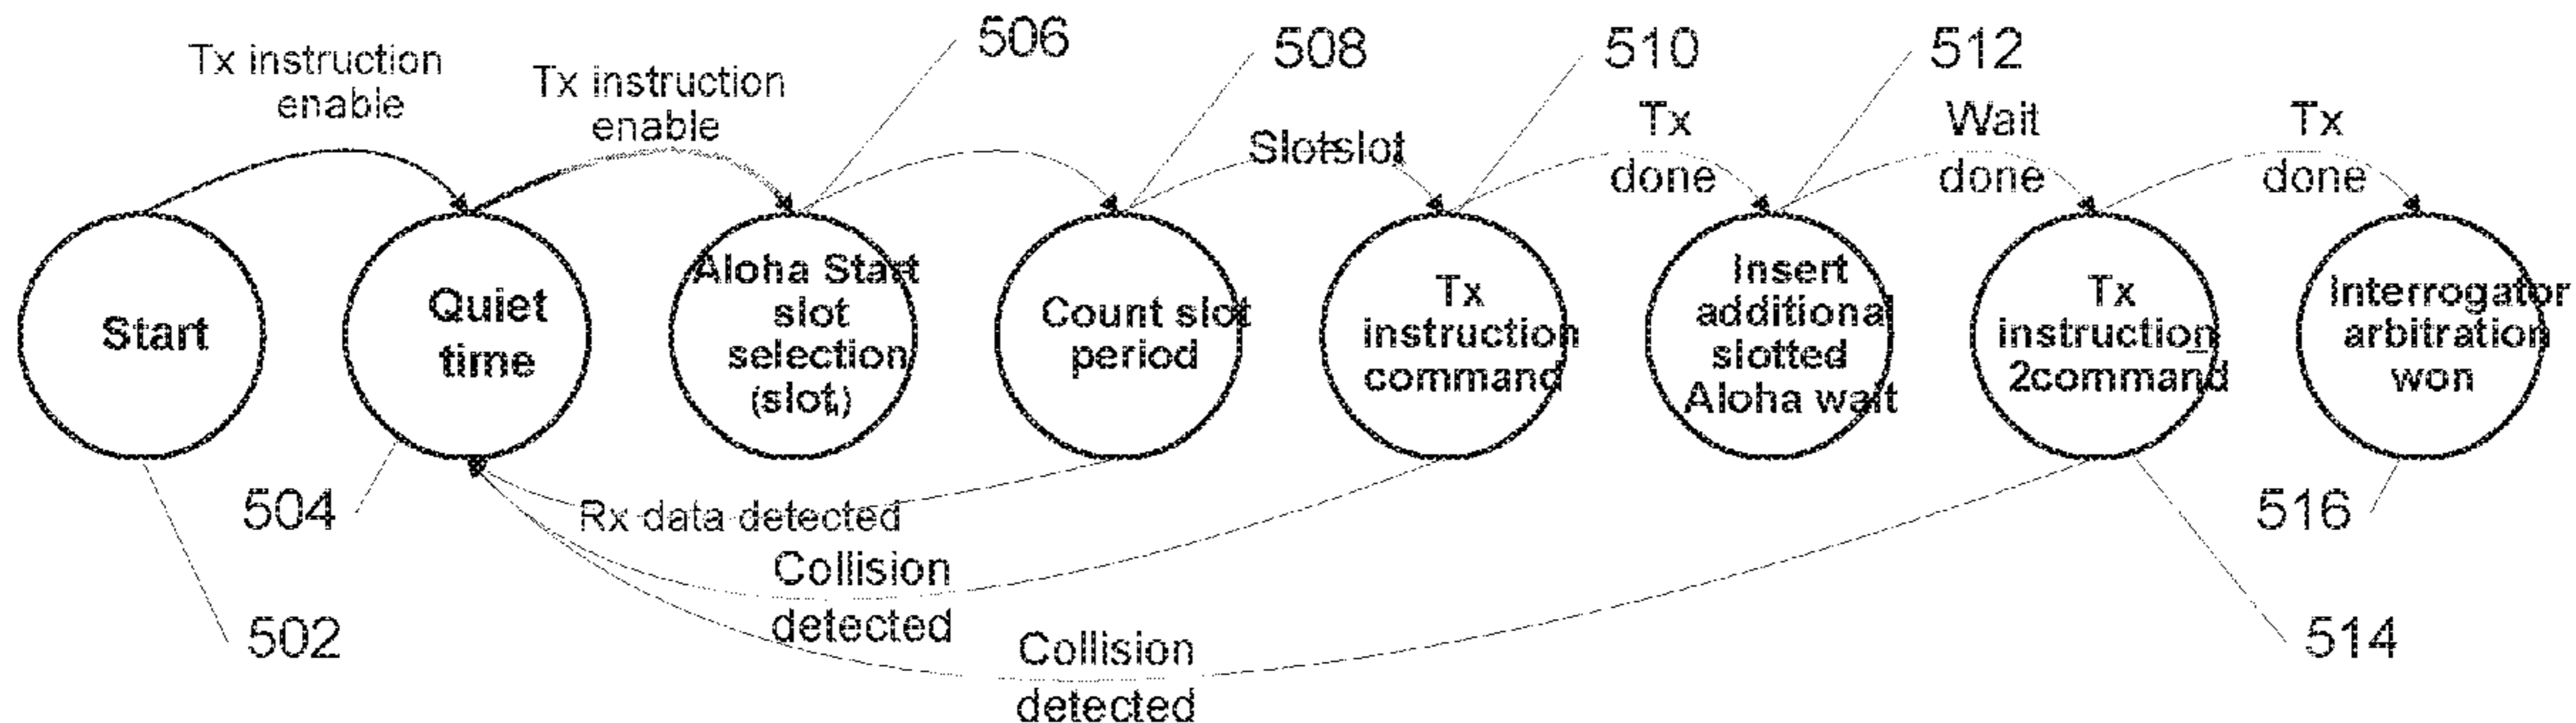 Tx instruction
enable
Tx instruction
enable
506
508
510
512
Slotslot
Tx
done
Wait
done
Tx
done
Start
Quiet
time
Aloha Start
slot
selection
Count slot
period
Tx
instruction
command
Insert
additional
slotted
Aloha wait
Tx
instruction
2command
Interrogator
arbitration
won
504
502
Rx data detected
Collision
detected
Collision
detected
514
516